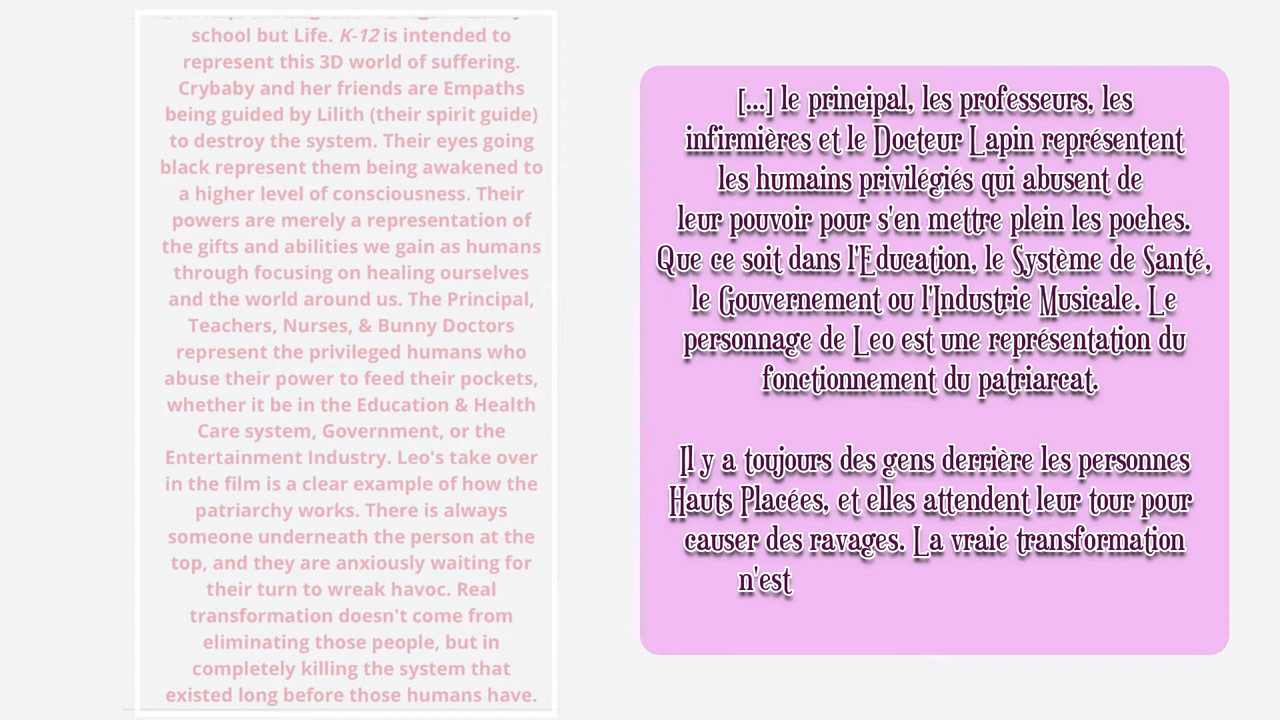 school but Life. K-12 is intended to
represent this 3D world of suffering.
Crybaby and her friends are Empaths
being guided by Lilith (their spirit guide)
to destroy the system. Their eyes going
black represent them being awakened to
a higher level of consciousness. Their
powers are merely a representation of
the gifts and abilities we gain as humans
through focusing on healing ourselves
and the world around us. The Principal,
Teachers, Nurses, & Bunny Doctors
represent the privileged humans who
abuse their power to feed their pockets,
whether it be in the Education & Health
Care system, Government, or the
Entertainment Industry. Leo's take over
in the film is a clear example of how the
patriarchy works. There is always
someone underneath the person at the
top, and they are anxiously waiting for
their turn to wreak havoc. Real
transformation doesn't come from
eliminating those people, but in
completely killing the system that
existed long before those humans have.
[...] le principal, les professeurs, les
infirmières et le Docteur Lapin représentent
les humains privilégiés qui abusent de
leur pouvoir pour s'en mettre plein les poches.
Que ce soit dans l'Education, le Système de Santé,
le Gouvernement ou l'Industrie Musicale. Le
personnage de Leo est une représentation du
fonctionnement du patriarcat.
Il y a toujours des gens derrière les personnes
Hauts Placées, et elles attendent leur tour pour
causer des ravages. La vraie transformation
n'est